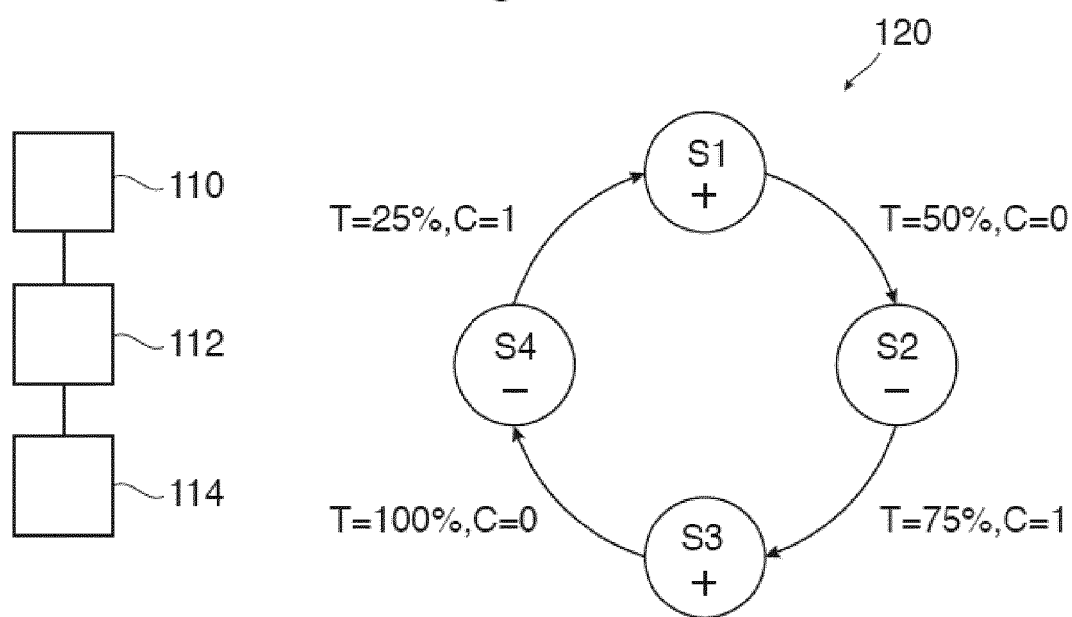 120
110
112
114
S1
+
T=25%,C=1
T=50%,C=0
S4
−
S2
−
T=100%,C=0
T=75%,C=1
S3
+